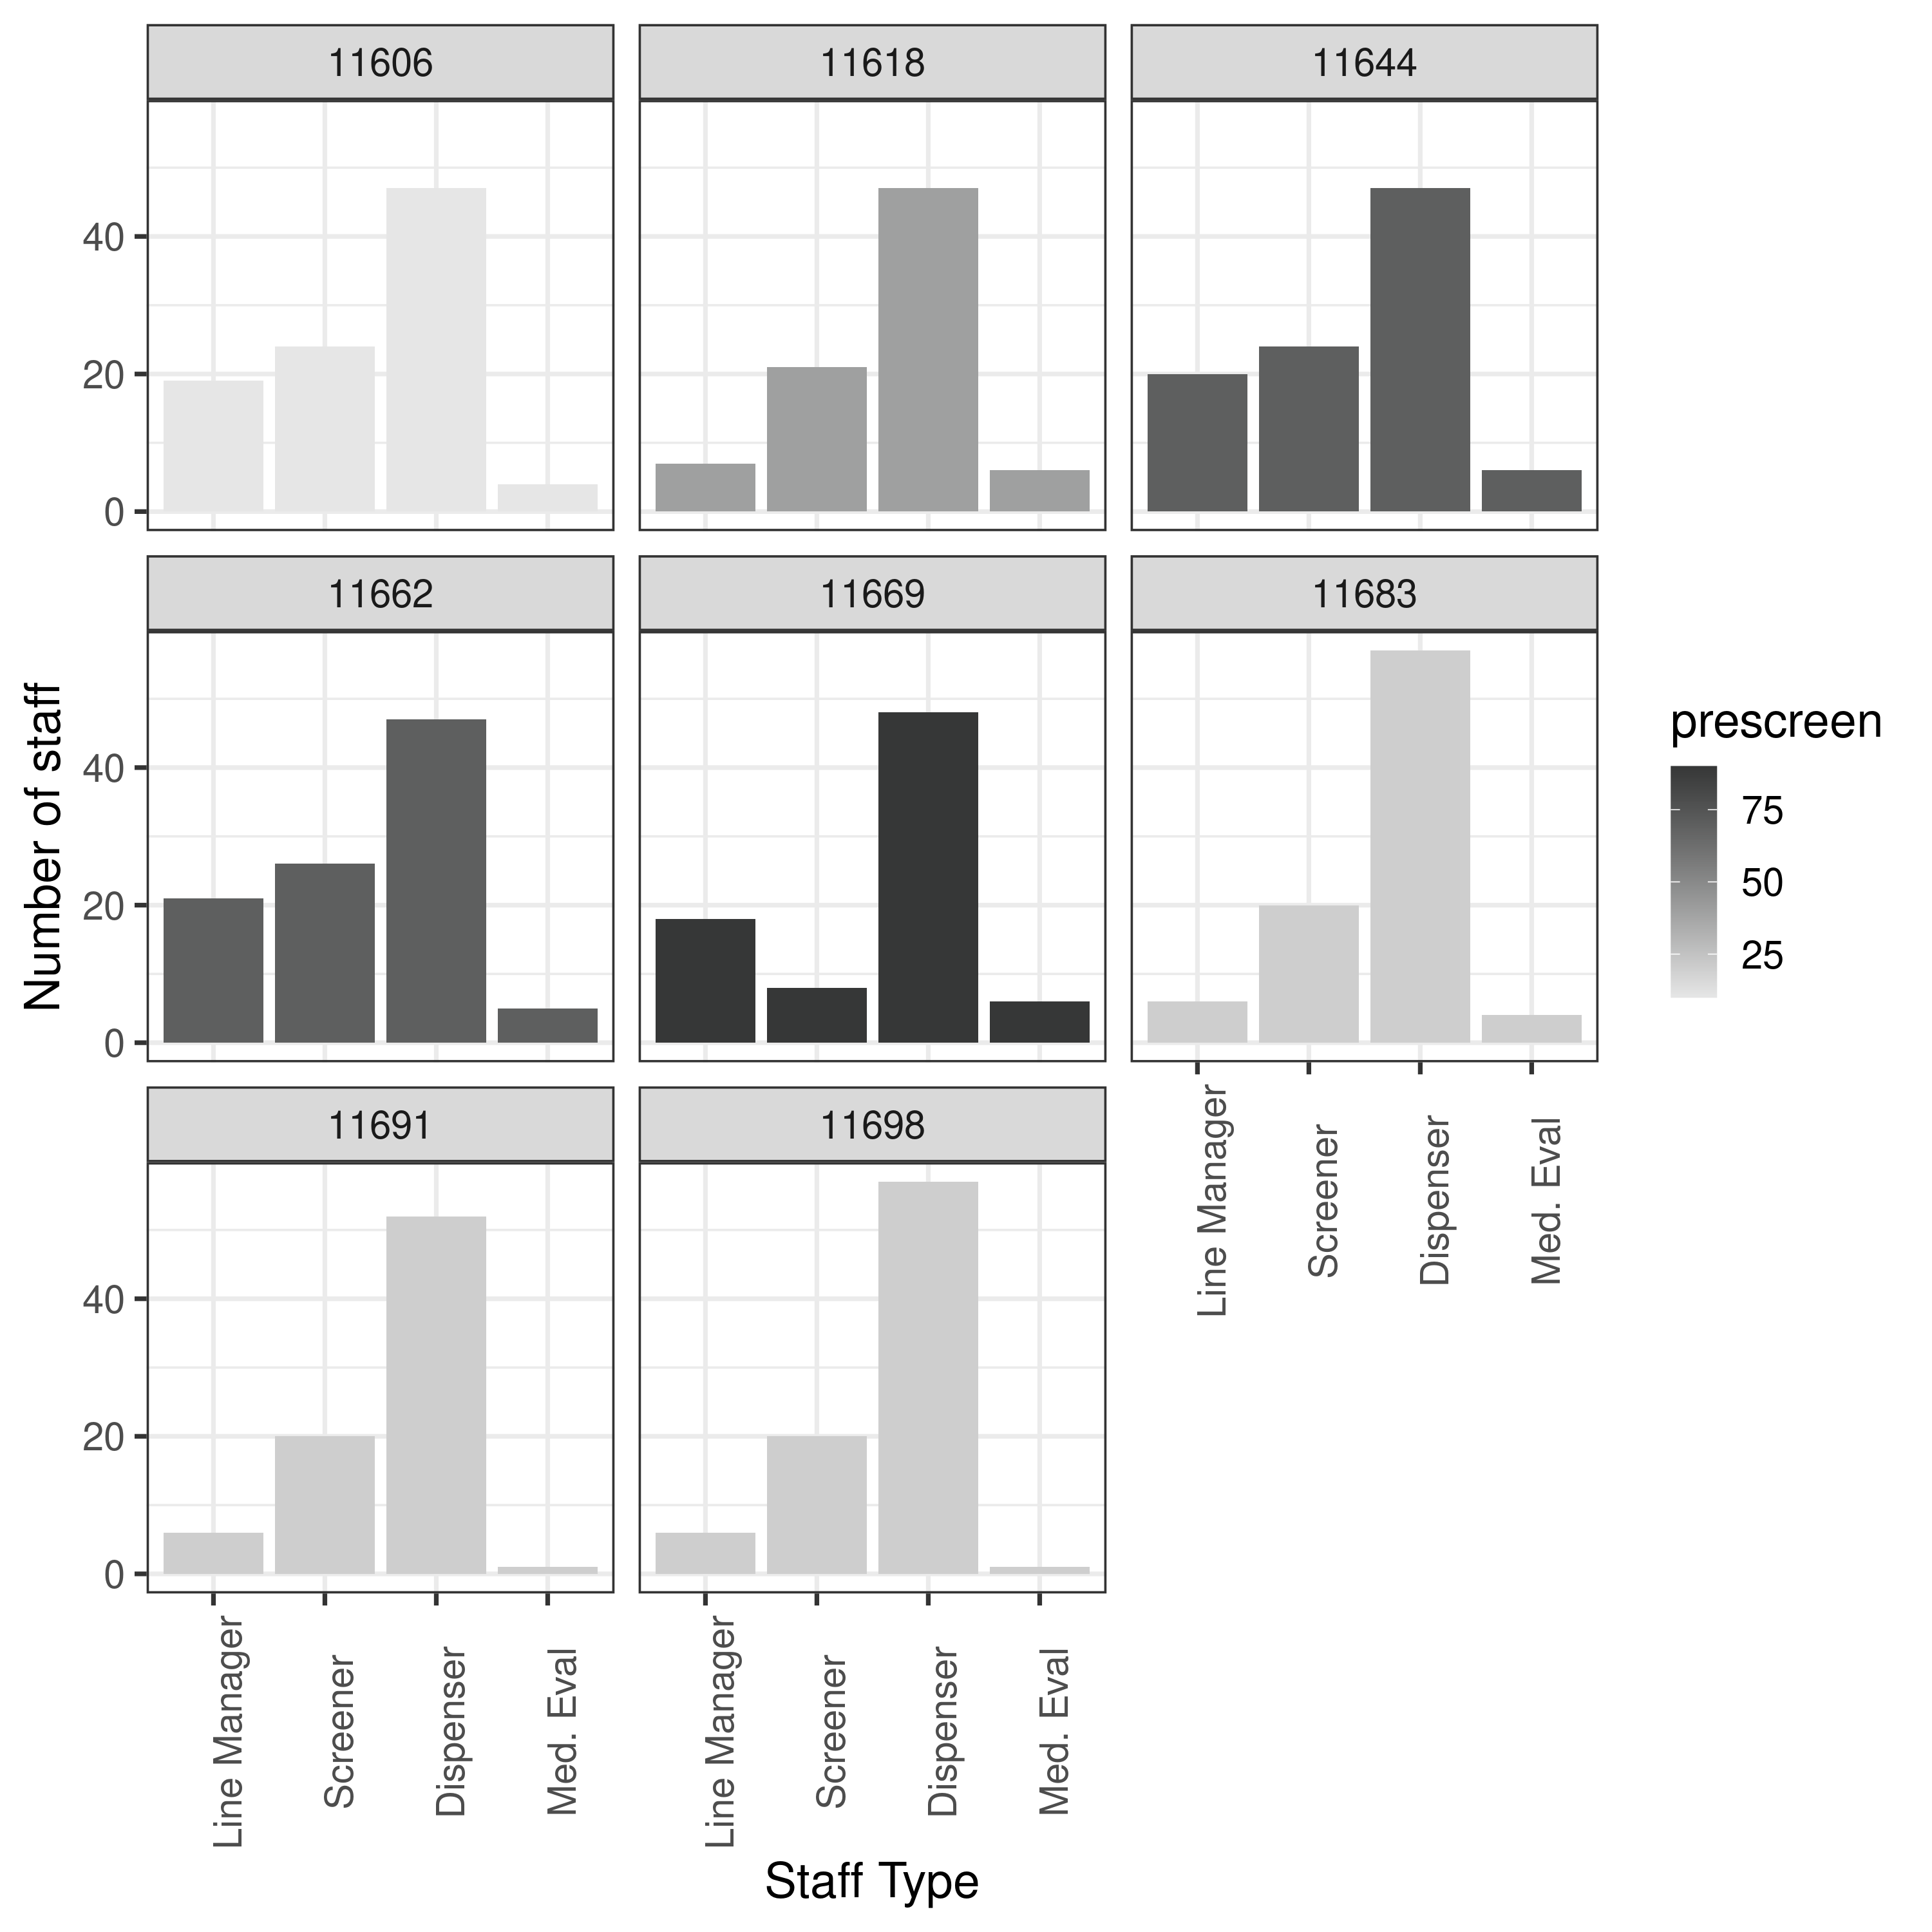 11606
11618
11644
40
20
0
11662
11669
11683
40
20
0
Number of staff
prescreen
75
50
25
Line Manager
Screener
Dispenser
Med. Eval
11691
11698
40
20
0
Line Manager
Screener
Dispenser
Med. Eval
Line Manager
Screener
Dispenser
Med. Eval
Staff Type